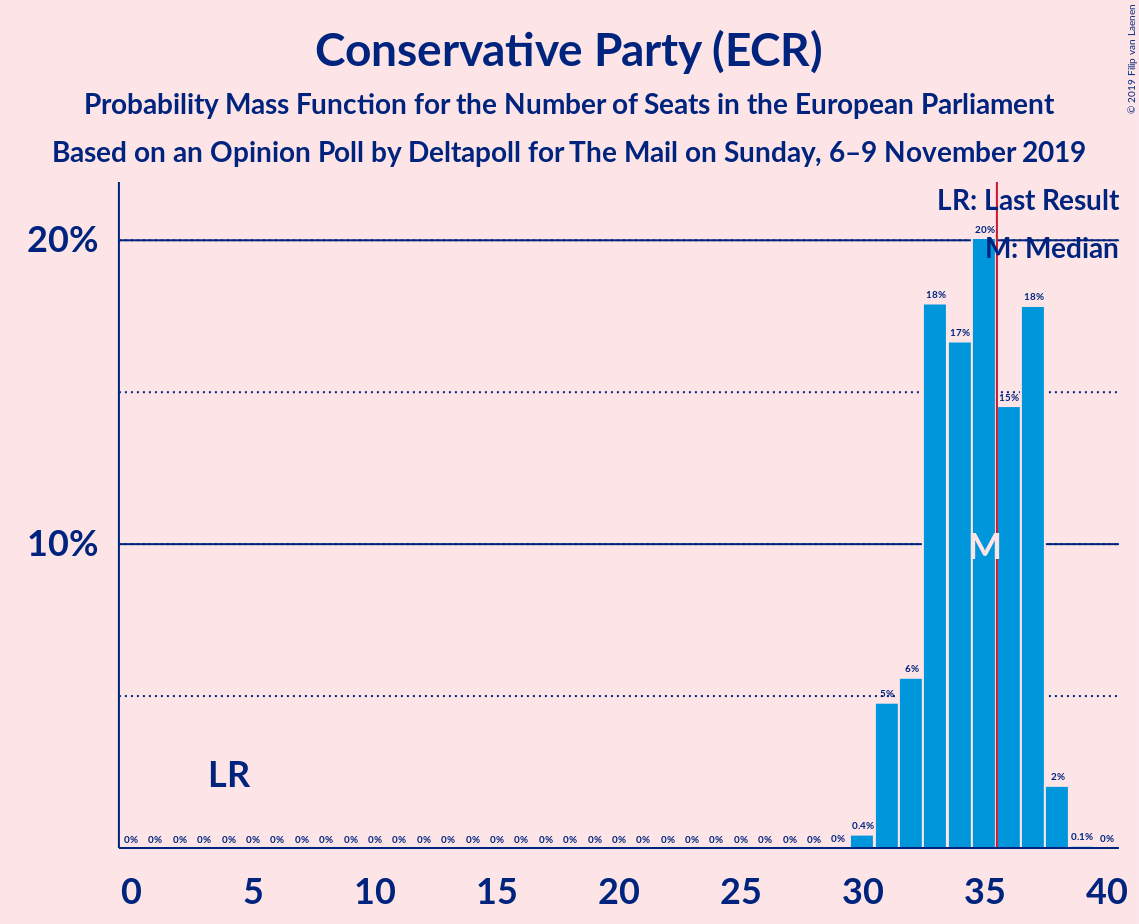 Conservative Party (ECR)
Probability Mass Function for the Number of Seats in the European Parliament
Based on an Opinion Poll by Deltapoll for The Mail on Sunday, 6–9 November 2019
© 2019 Filip van Laenen
LR: Last Result
M: Median
20%
10%
20%
18%
18%
17%
15%
M
6%
5%
LR
2%
0% 0% 0% 0% 0% 0% 0% 0% 0% 0% 0% 0% 0% 0% 0% 0% 0% 0% 0% 0% 0% 0% 0% 0% 0% 0% 0% 0% 0% 0% 0.4% 0.1% 0%
0 5 10 15 20 25 30 35 40